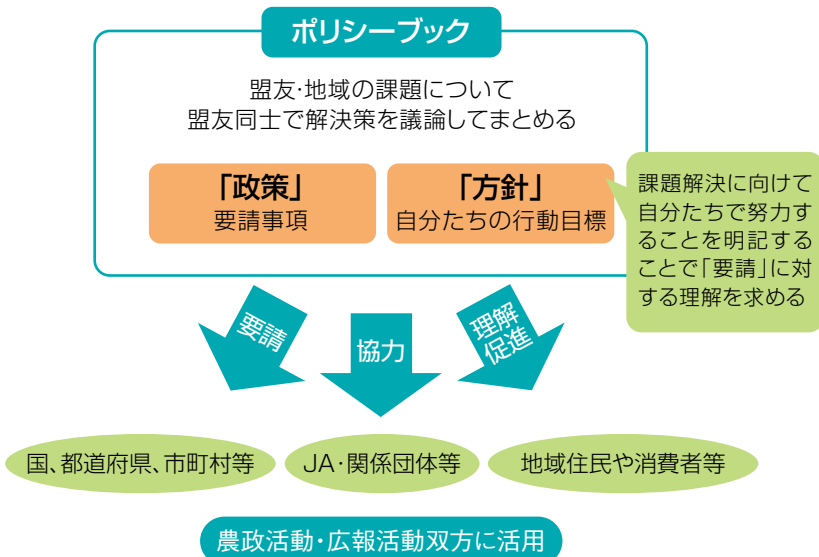 ポリシーブック
盟友・地域の課題について
盟友同士で解決策を議論してまとめる
「政策」
要請事項
「方針」
自分たちの行動目標
課題解決に向けて
自分たちで努力す
ることを明記する
ことで「要請」に対
する理解を求める
要請
協力
理解
促進
国、都道府県、市町村等
JA・関係団体等
地域住民や消費者等
農政活動・広報活動双方に活用